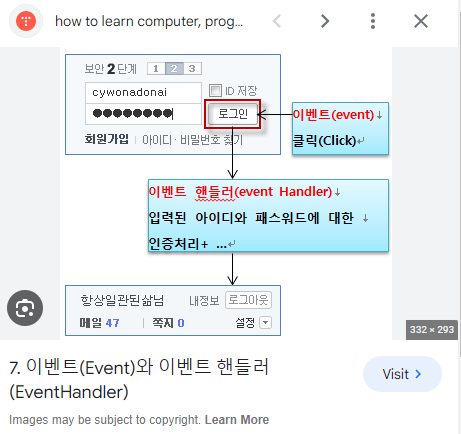 how to learn computer, prog...
보안 2단계 1 2 3
cywonadonai
ID 저장
●●●●●●●●
로그인
회원가입 | 아이디 · 비밀번호 찾기
이벤트(event)↓
클릭(Click)↵
이벤트 핸들러(event Handler)↓
입력된 아이디와 패스워드에 대한 ↓
인증처리+ ...↵
항상일관된삶님 내정보 로그아웃
메일 47 | 쪽지 0 설정
332 × 293
7. 이벤트(Event)와 이벤트 핸들러
(EventHandler)
Visit >
Images may be subject to copyright. Learn More